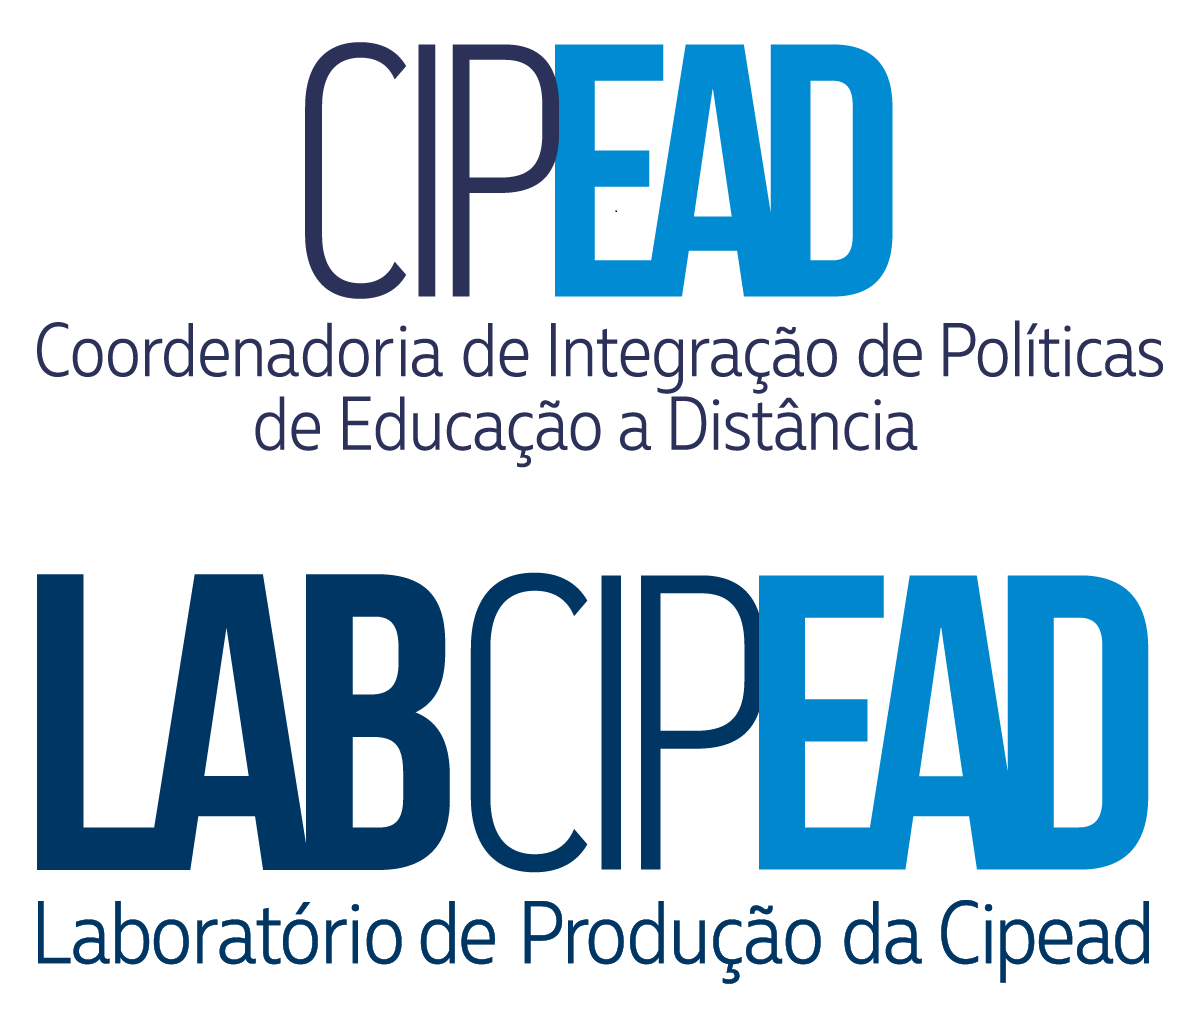 CIPEAD
Coordenadoria de Integração de Políticas
de Educação a Distância
LABCIPEAD
Laboratório de Produção da Cipead